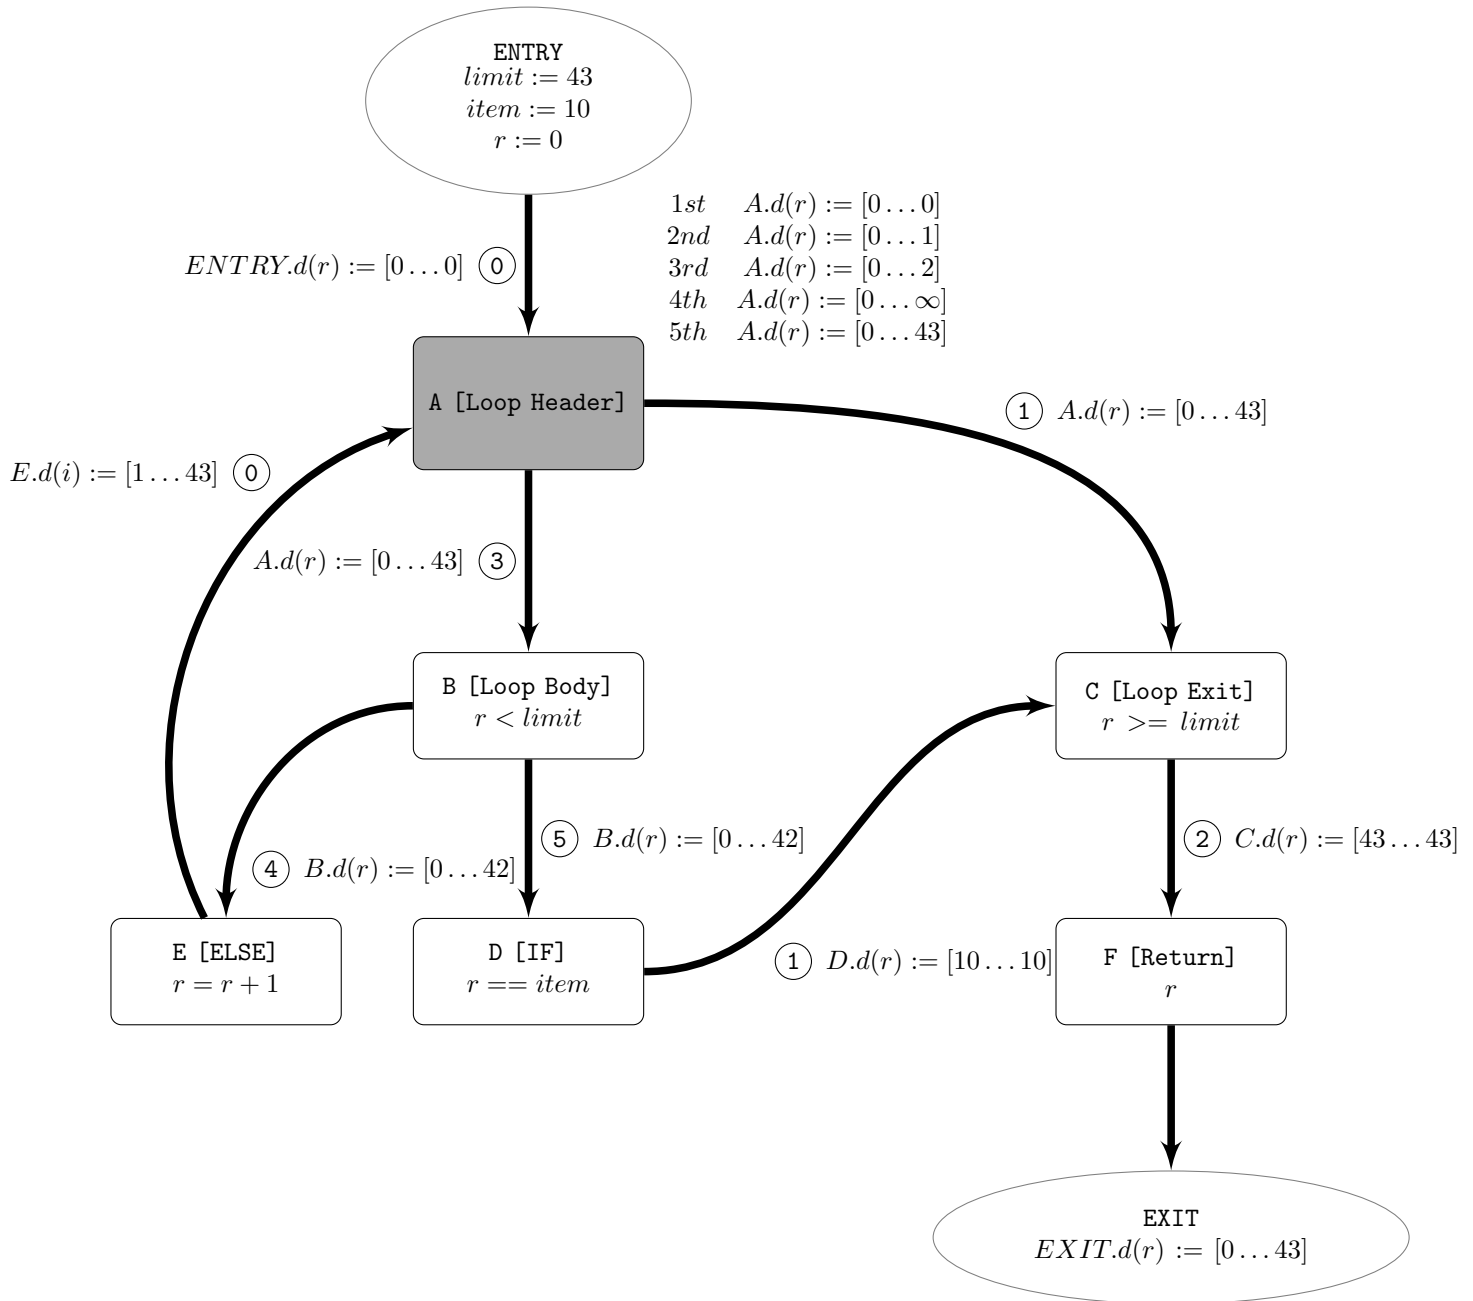 ENTRY
limit := 43
item := 10
r := 0
1st A.d(r) := [0 . . . 0]
2nd A.d(r) := [0 . . . 1]
3rd A.d(r) := [0 . . . 2]
4th A.d(r) := [0 . . . ∞]
5th A.d(r) := [0 . . . 43]
ENTRY.d(r) := [0 . . . 0] 0
A [Loop Header]
1 A.d(r) := [0 . . . 43]
E.d(i) := [1 . . . 43] 0
A.d(r) := [0 . . . 43] 3
B [Loop Body]
r < limit
C [Loop Exit]
r >= limit
5 B.d(r) := [0 . . . 42]
2 C.d(r) := [43 . . . 43]
4 B.d(r) := [0 . . . 42]
E [ELSE]
r = r + 1
D [IF]
r == item
1 D.d(r) := [10 . . . 10]
F [Return]
r
EXIT
EXIT.d(r) := [0 . . . 43]